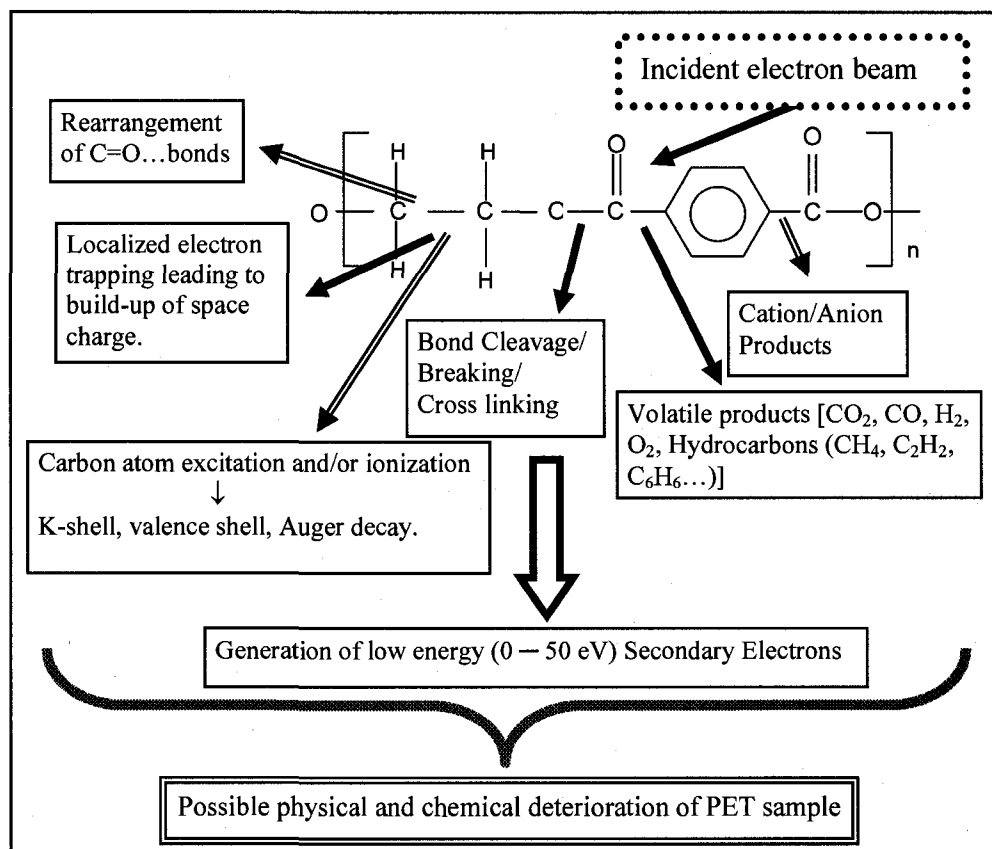 Incident electron beam
Rearrangement
of C=O…bonds
H H O O
O C C C C C O
H H
n
Localized electron
trapping leading to
build-up of space
charge.
Bond Cleavage/
Breaking/
Cross linking
Cation/Anion
Products
Volatile products [CO₂, CO, H₂,
O₂, Hydrocarbons (CH₄, C₂H₂,
C₆H₆…)]
Carbon atom excitation and/or ionization
↓
K-shell, valence shell, Auger decay.
Generation of low energy (0 – 50 eV) Secondary Electrons
Possible physical and chemical deterioration of PET sample